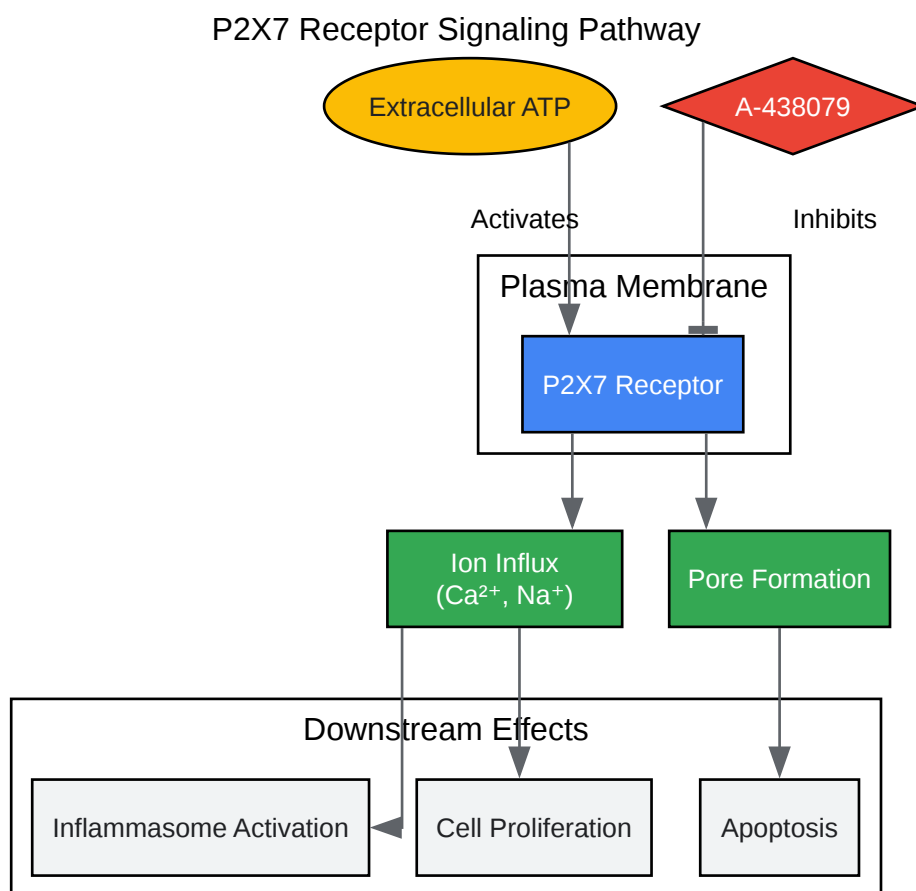 P2X7 Receptor Signaling Pathway
Extracellular ATP
A-438079
Activates
Inhibits
Plasma Membrane
P2X7 Receptor
Ion Influx
(Ca²⁺, Na⁺)
Pore Formation
Downstream Effects
Inflammasome Activation
Cell Proliferation
Apoptosis